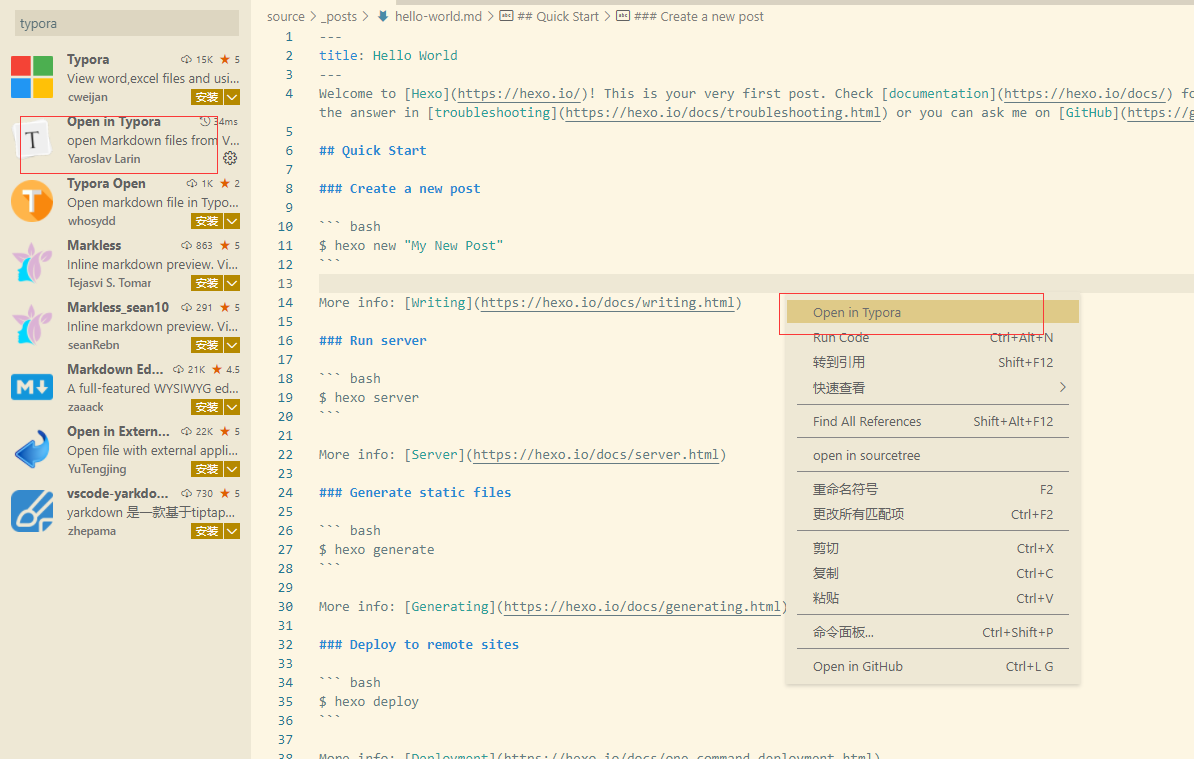 typora
Typora 15K ★ 5
View word,excel files and usi...
cweijan 安装
Open in Typora 34ms
open Markdown files from V...
Yaroslav Larin
Typora Open 1K ★ 2
Open markdown file in Typo...
whosydd 安装
Markless 863 ★ 5
Inline markdown preview. Vi...
Tejasvi S. Tomar 安装
Markless_sean10 291 ★ 5
Inline markdown preview. Vi...
seanRebn 安装
Markdown Ed... 21K ★ 4.5
A full-featured WYSIWYG ed...
zaaack 安装
Open in Extern... 22K ★ 5
Open file with external appli...
YuTengjing 安装
vscode-yarkdo... 730 ★ 5
yarkdown 是一款基于tiptap...
zhepama 安装
source > _posts > hello-world.md > ## Quick Start > ### Create a new post
1 ---
2 title: Hello World
3 ---
4 Welcome to [Hexo](https://hexo.io/)! This is your very first post. Check [documentation](https://hexo.io/docs/) fo
the answer in [troubleshooting](https://hexo.io/docs/troubleshooting.html) or you can ask me on [GitHub](https://g
5
6 ## Quick Start
7
8 ### Create a new post
9
10 ``` bash
11 $ hexo new "My New Post"
12 ```
13
14 More info: [Writing](https://hexo.io/docs/writing.html)
15
16 ### Run server
17
18 ``` bash
19 $ hexo server
20 ```
21
22 More info: [Server](https://hexo.io/docs/server.html)
23
24 ### Generate static files
25
26 ``` bash
27 $ hexo generate
28 ```
29
30 More info: [Generating](https://hexo.io/docs/generating.html)
31
32 ### Deploy to remote sites
33
34 ``` bash
35 $ hexo deploy
36 ```
37
38 More info: [Deployment](https://hexo.io/docs/one-command-deployment.html)
Open in Typora
Run Code Ctrl+Alt+N
转到引用 Shift+F12
快速查看 >
Find All References Shift+Alt+F12
open in sourcetree
重命名符号 F2
更改所有匹配项 Ctrl+F2
剪切 Ctrl+X
复制 Ctrl+C
粘贴 Ctrl+V
命令面板... Ctrl+Shift+P
Open in GitHub Ctrl+L G